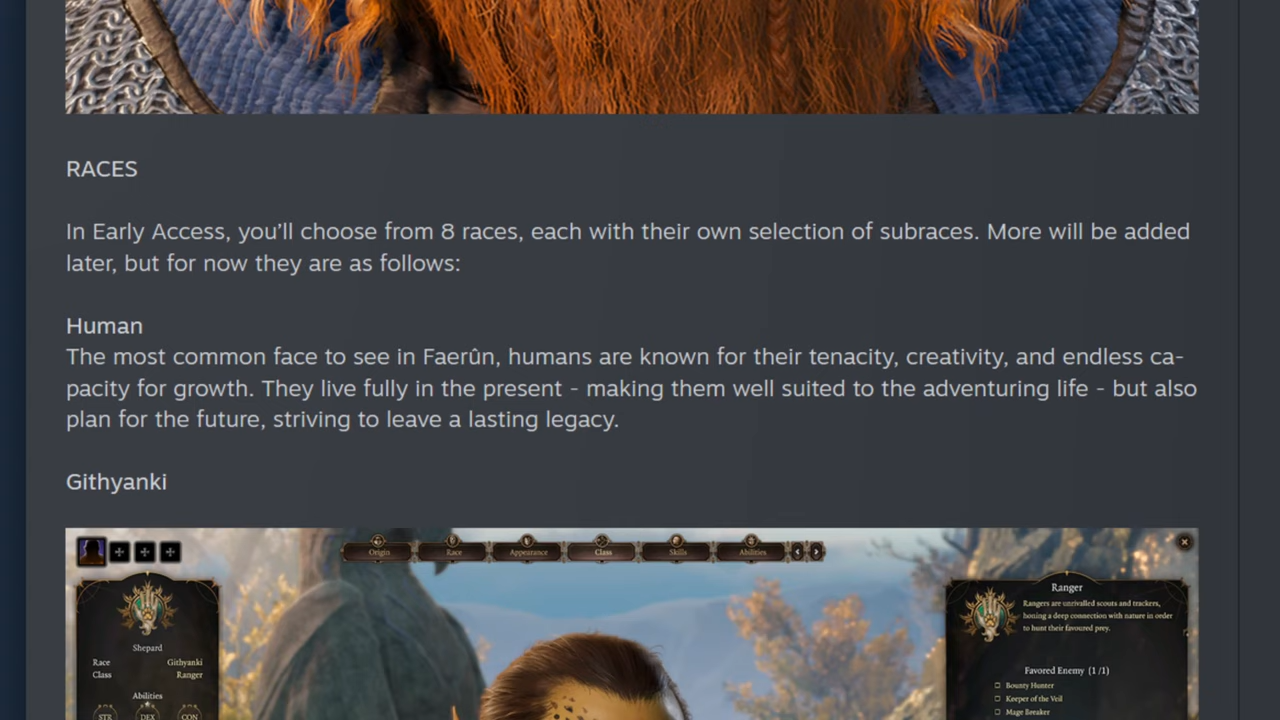 RACES
In Early Access, you'll choose from 8 races, each with their own selection of subraces. More will be added
later, but for now they are as follows:
Human
The most common face to see in Faerûn, humans are known for their tenacity, creativity, and endless ca-
pacity for growth. They live fully in the present - making them well suited to the adventuring life - but also
plan for the future, striving to leave a lasting legacy.
Githyanki
Origin Race Appearance Class Skills Abilities
Shepard
Race Githyanki
Class Ranger
Abilities
STR DEX CON
Ranger
Rangers are unrivalled scouts and trackers,
honing a deep connection with nature in order
to hunt their favoured prey.
Favored Enemy (1 /1)
Bounty Hunter
Keeper of the Veil
Mage Breaker